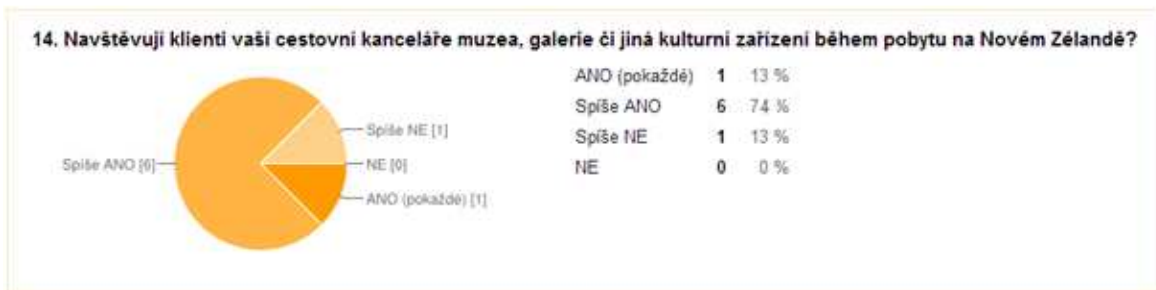 14. Navštěvují klienti vaší cestovní kanceláře muzea, galerie či jiná kulturní zařízení během pobytu na Novém Zélandě?
Spíše ANO [6]
Spíše NE [1]
NE [0]
ANO (pokaždé) [1]
ANO (pokaždé) 1 13 %
Spíše ANO 6 74 %
Spíše NE 1 13 %
NE 0 0 %